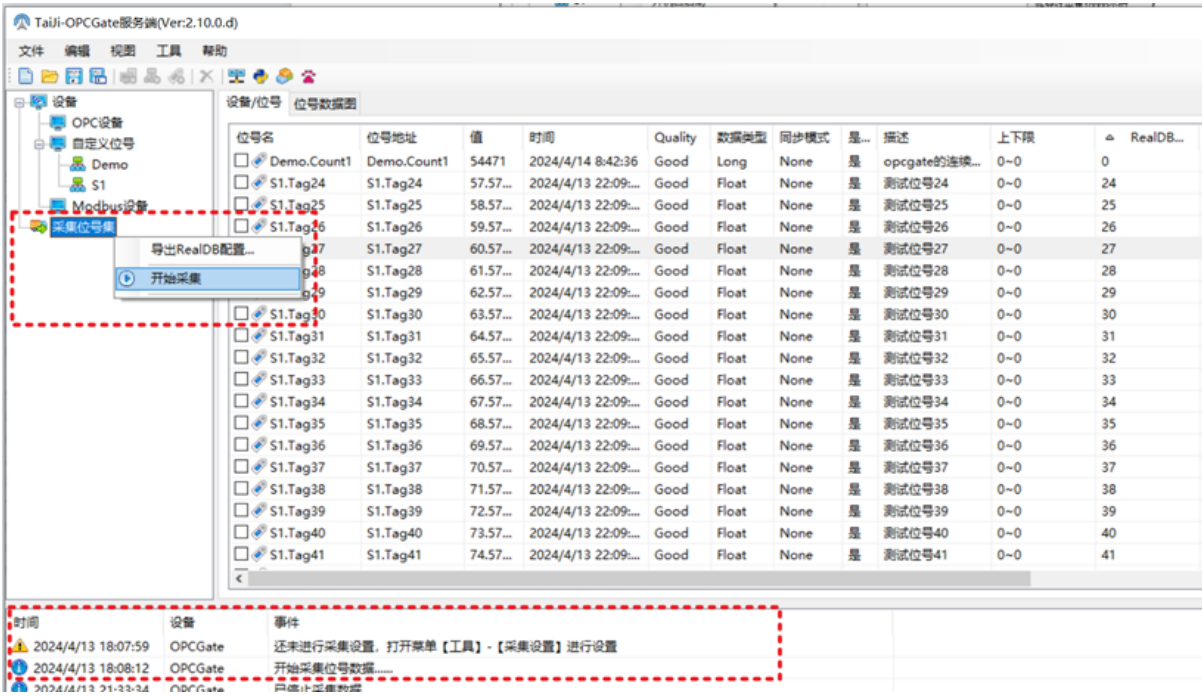 TaiJi-OPCGate服务端(Ver:2.10.0.d)
文件 编辑 视图 工具 帮助
设备
OPC设备
自定义位号
Demo
S1
Modbus设备
采集位号集
导出RealDB配置...
开始采集
设备/位号 位号数据图
位号名 位号地址 值 时间 Quality 数据类型 同步模式 是... 描述 上下限 RealDB...
Demo.Count1 Demo.Count1 54471 2024/4/14 8:42:36 Good Long None 是 opcgate的连续... 0~0 0
S1.Tag24 S1.Tag24 57.57... 2024/4/13 22:09:... Good Float None 是 测试位号24 0~0 24
S1.Tag25 S1.Tag25 58.57... 2024/4/13 22:09:... Good Float None 是 测试位号25 0~0 25
S1.Tag26 S1.Tag26 59.57... 2024/4/13 22:09:... Good Float None 是 测试位号26 0~0 26
g27 S1.Tag27 60.57... 2024/4/13 22:09:... Good Float None 是 测试位号27 0~0 27
g28 S1.Tag28 61.57... 2024/4/13 22:09:... Good Float None 是 测试位号28 0~0 28
g29 S1.Tag29 62.57... 2024/4/13 22:09:... Good Float None 是 测试位号29 0~0 29
S1.Tag30 S1.Tag30 63.57... 2024/4/13 22:09:... Good Float None 是 测试位号30 0~0 30
S1.Tag31 S1.Tag31 64.57... 2024/4/13 22:09:... Good Float None 是 测试位号31 0~0 31
S1.Tag32 S1.Tag32 65.57... 2024/4/13 22:09:... Good Float None 是 测试位号32 0~0 32
S1.Tag33 S1.Tag33 66.57... 2024/4/13 22:09:... Good Float None 是 测试位号33 0~0 33
S1.Tag34 S1.Tag34 67.57... 2024/4/13 22:09:... Good Float None 是 测试位号34 0~0 34
S1.Tag35 S1.Tag35 68.57... 2024/4/13 22:09:... Good Float None 是 测试位号35 0~0 35
S1.Tag36 S1.Tag36 69.57... 2024/4/13 22:09:... Good Float None 是 测试位号36 0~0 36
S1.Tag37 S1.Tag37 70.57... 2024/4/13 22:09:... Good Float None 是 测试位号37 0~0 37
S1.Tag38 S1.Tag38 71.57... 2024/4/13 22:09:... Good Float None 是 测试位号38 0~0 38
S1.Tag39 S1.Tag39 72.57... 2024/4/13 22:09:... Good Float None 是 测试位号39 0~0 39
S1.Tag40 S1.Tag40 73.57... 2024/4/13 22:09:... Good Float None 是 测试位号40 0~0 40
S1.Tag41 S1.Tag41 74.57... 2024/4/13 22:09:... Good Float None 是 测试位号41 0~0 41
时间 设备 事件
2024/4/13 18:07:59 OPCGate 还未进行采集设置，打开菜单【工具】-【采集设置】进行设置
2024/4/13 18:08:12 OPCGate 开始采集位号数据......
2024/4/13 21:33:34 OPCGate 已停止采集数据